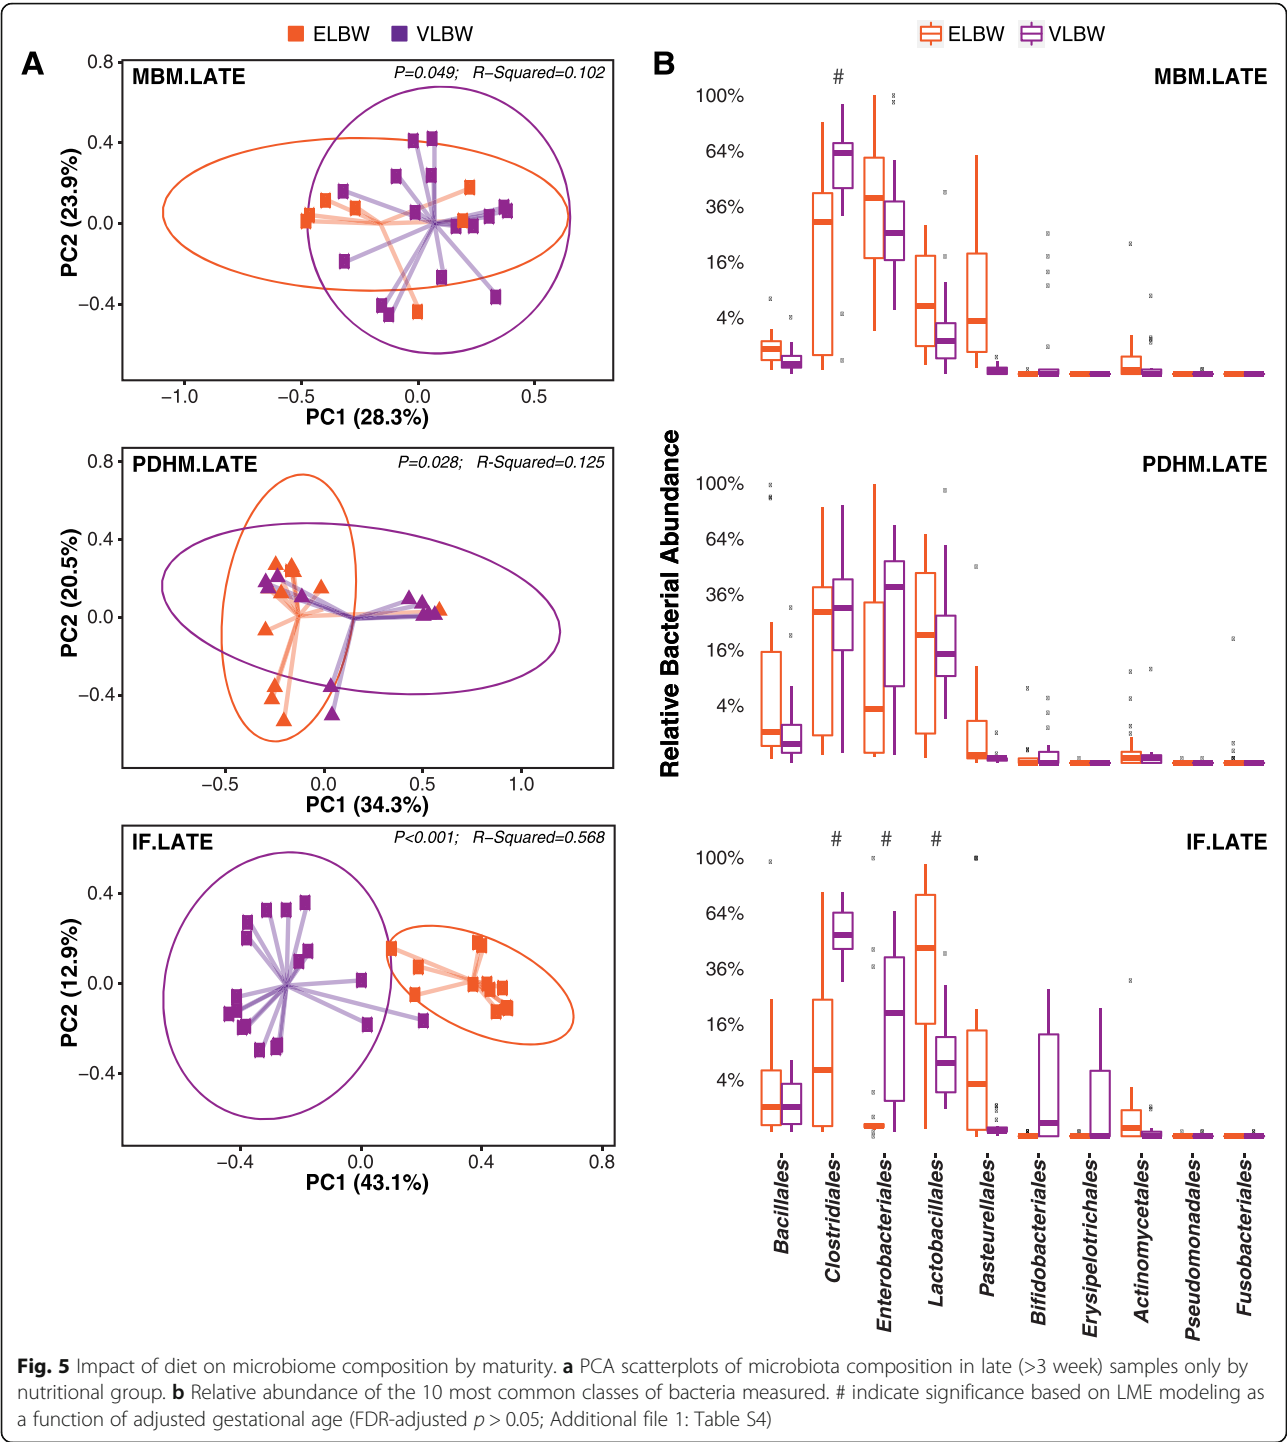 A
ELBW VLBW
0.8
0.4
0.0
−0.4
PC2 (23.9%)
MBM.LATE
P=0.049; R−Squared=0.102
−1.0 −0.5 0.0 0.5
PC1 (28.3%)
0.8
0.4
0.0
−0.4
PC2 (20.5%)
PDHM.LATE
P=0.028; R-Squared=0.125
−0.5 0.0 0.5 1.0
PC1 (34.3%)
0.4
0.0
−0.4
PC2 (12.9%)
IF.LATE
P<0.001; R−Squared=0.568
−0.4 0.0 0.4 0.8
PC1 (43.1%)
B
ELBW VLBW
Relative Bacterial Abundance
MBM.LATE
#
100%
64%
36%
16%
4%
PDHM.LATE
100%
64%
36%
16%
4%
IF.LATE
# # #
100%
64%
36%
16%
4%
Bacillales
Clostridiales
Enterobacteriales
Lactobacillales
Pasteurellales
Bifidobacteriales
Erysipelotrichales
Actinomycetales
Pseudomonadales
Fusobacteriales
Fig. 5 Impact of diet on microbiome composition by maturity. a PCA scatterplots of microbiota composition in late (>3 week) samples only by
nutritional group. b Relative abundance of the 10 most common classes of bacteria measured. # indicate significance based on LME modeling as
a function of adjusted gestational age (FDR-adjusted p > 0.05; Additional file 1: Table S4)